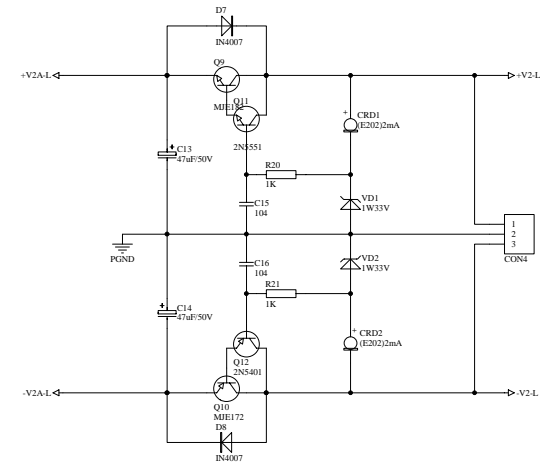 D7
IN4007
+V2A-L
Q9
+V2-L
MJE182
Q11
2N5551
+
CRD1
(E202)2mA
+
C13
47uF/50V
R20
1K
C15
104
VD1
1W33V
PGND
1
2
3
CON4
C16
104
VD2
1W33V
R21
1K
+
C14
47uF/50V
+
CRD2
(E202)2mA
Q12
2N5401
-V2A-L
-V2-L
Q10
MJE172
D8
IN4007